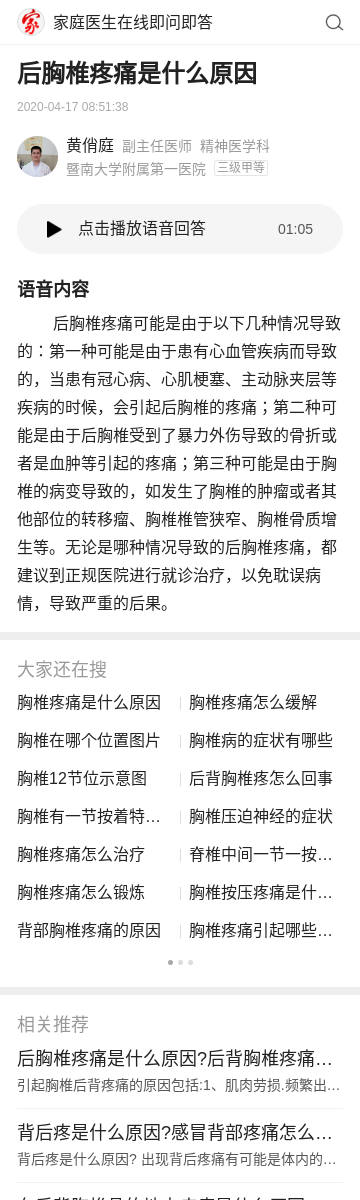 家庭医生在线即问即答
后胸椎疼痛是什么原因
2020-04-17 08:51:38
黄俏庭 副主任医师 精神医学科
暨南大学附属第一医院 三级甲等
点击播放语音回答 01:05
语音内容
后胸椎疼痛可能是由于以下几种情况导致
的：第一种可能是由于患有心血管疾病而导致
的，当患有冠心病、心肌梗塞、主动脉夹层等
疾病的时候，会引起后胸椎的疼痛；第二种可
能是由于后胸椎受到了暴力外伤导致的骨折或
者是血肿等引起的疼痛；第三种可能是由于胸
椎的病变导致的，如发生了胸椎的肿瘤或者其
他部位的转移瘤、胸椎椎管狭窄、胸椎骨质增
生等。无论是哪种情况导致的后胸椎疼痛，都
建议到正规医院进行就诊治疗，以免耽误病
情，导致严重的后果。
大家还在搜
胸椎疼痛是什么原因 胸椎疼痛怎么缓解
胸椎在哪个位置图片 胸椎病的症状有哪些
胸椎12节位示意图 后背胸椎疼怎么回事
胸椎有一节按着特… 胸椎压迫神经的症状
胸椎疼痛怎么治疗 脊椎中间一节一按…
胸椎疼痛怎么锻炼 胸椎按压疼痛是什…
背部胸椎疼痛的原因 胸椎疼痛引起哪些…
相关推荐
后胸椎疼痛是什么原因?后背胸椎疼痛…
引起胸椎后背疼痛的原因包括:1、肌肉劳损.频繁出…
背后疼是什么原因?感冒背部疼痛怎么…
背后疼是什么原因? 出现背后疼痛有可能是体内的…